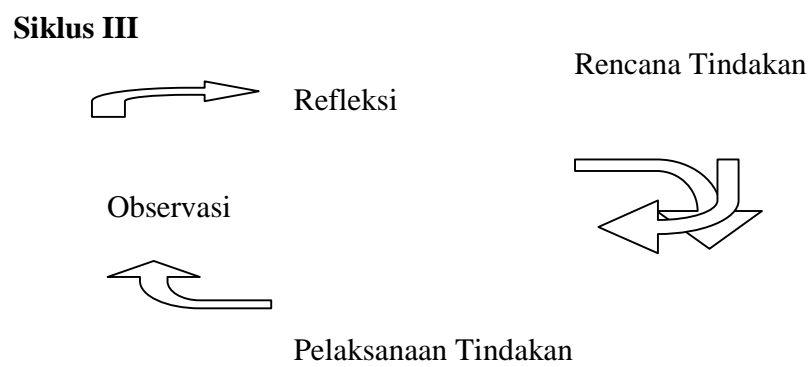 Siklus III
Rencana Tindakan
Refleksi
Observasi
Pelaksanaan Tindakan